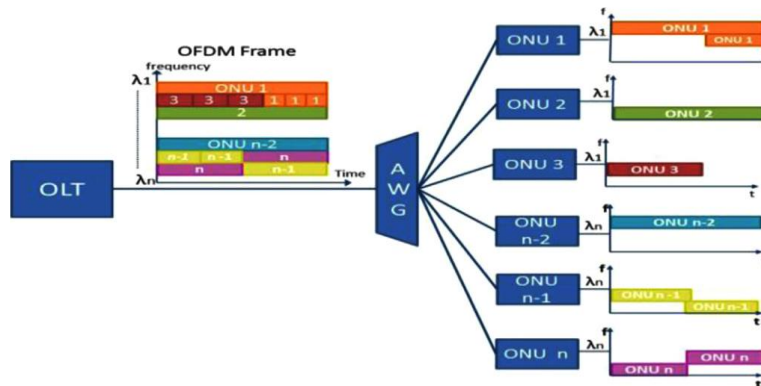 OFDM Frame
frequency
λ1
ONU 1
3 3 3 1 1 1
2
ONU n-2
n-1 n-1 n
n n-1
λn
Time
OLT
A
W
G
ONU 1
λ1
f
ONU 1
ONU 1
ONU 2
λ1
f
ONU 2
ONU 3
λ1
f
ONU 3
t
ONU
n-2
λn
f
ONU n-2
ONU
n-1
λn
f
ONU n-1
ONU n-1
t
ONU n
λn
f
ONU n
ONU n
t